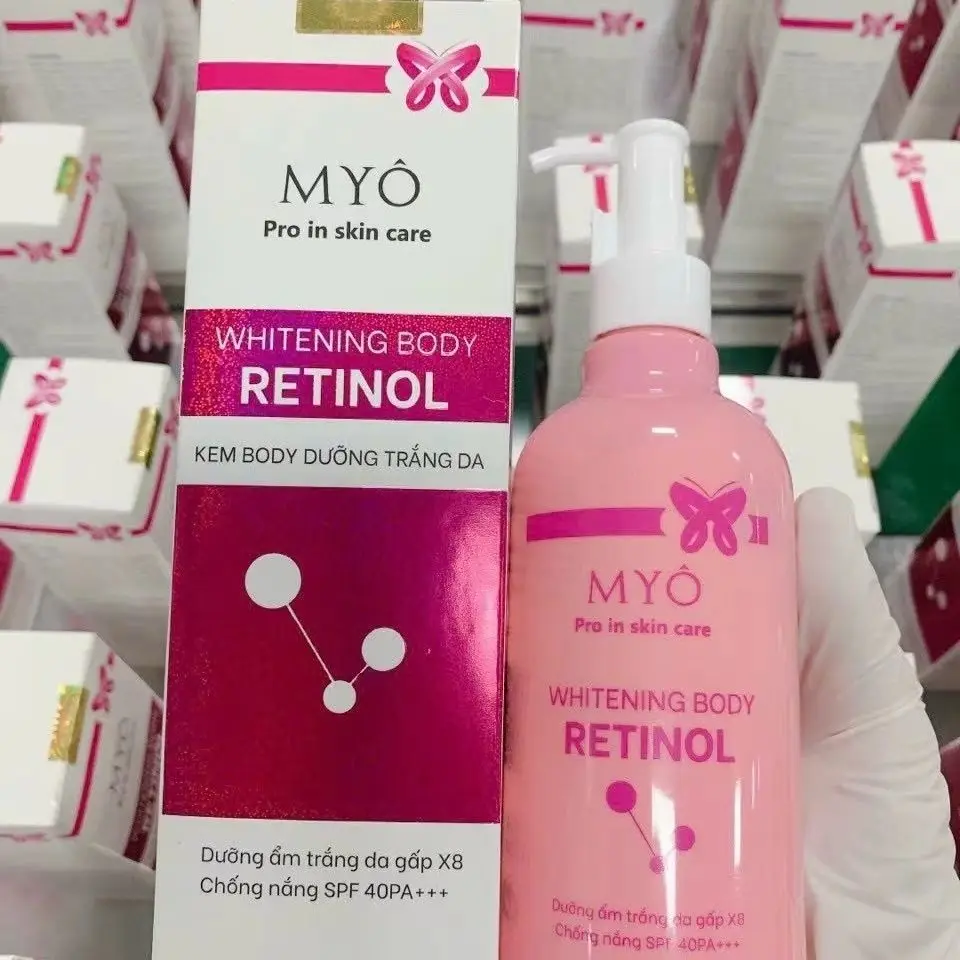 MYÔ
Pro in skin care
WHITENING BODY
RETINOL
KEM BODY DƯỠNG TRẮNG DA
Dưỡng ẩm trắng da gấp X8
Chống nắng SPF 40PA+++
MYÔ
Pro in skin care
WHITENING BODY
RETINOL
Dưỡng ẩm trắng da gấp X8
Chống nắng SPF 40PA+++
MYÔ